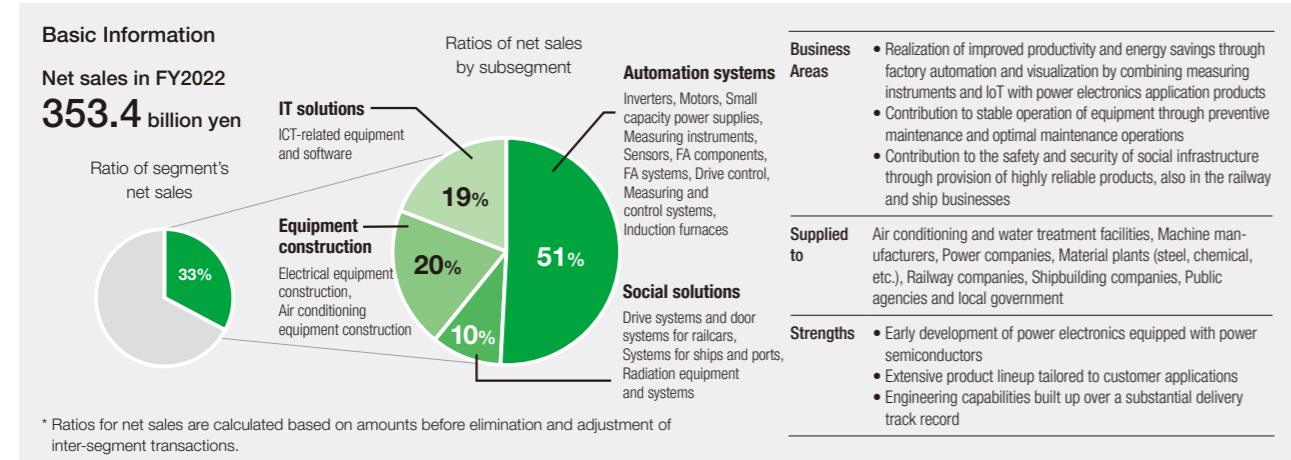 Basic Information
Net sales in FY2022
353.4 billion yen
Ratio of segment's
net sales
33%
Ratios of net sales
by subsegment
IT solutions
ICT-related equipment
and software
19%
Equipment
construction
Electrical equipment
construction,
Air conditioning
equipment construction
20%
Automation systems
Inverters, Motors, Small
capacity power supplies,
Measuring instruments,
Sensors, FA components,
FA systems, Drive control,
Measuring and
control systems,
Induction furnaces
51%
Social solutions
Drive systems and door
systems for railcars,
Systems for ships and ports,
Radiation equipment
and systems
10%
* Ratios for net sales are calculated based on amounts before elimination and adjustment of
inter-segment transactions.
Business
Areas
• Realization of improved productivity and energy savings through
factory automation and visualization by combining measuring
instruments and IoT with power electronics application products
• Contribution to stable operation of equipment through preventive
maintenance and optimal maintenance operations
• Contribution to the safety and security of social infrastructure
through provision of highly reliable products, also in the railway
and ship businesses
Supplied
to
Air conditioning and water treatment facilities, Machine man-
ufacturers, Power companies, Material plants (steel, chemical,
etc.), Railway companies, Shipbuilding companies, Public
agencies and local government
Strengths
• Early development of power electronics equipped with power
semiconductors
• Extensive product lineup tailored to customer applications
• Engineering capabilities built up over a substantial delivery
track record